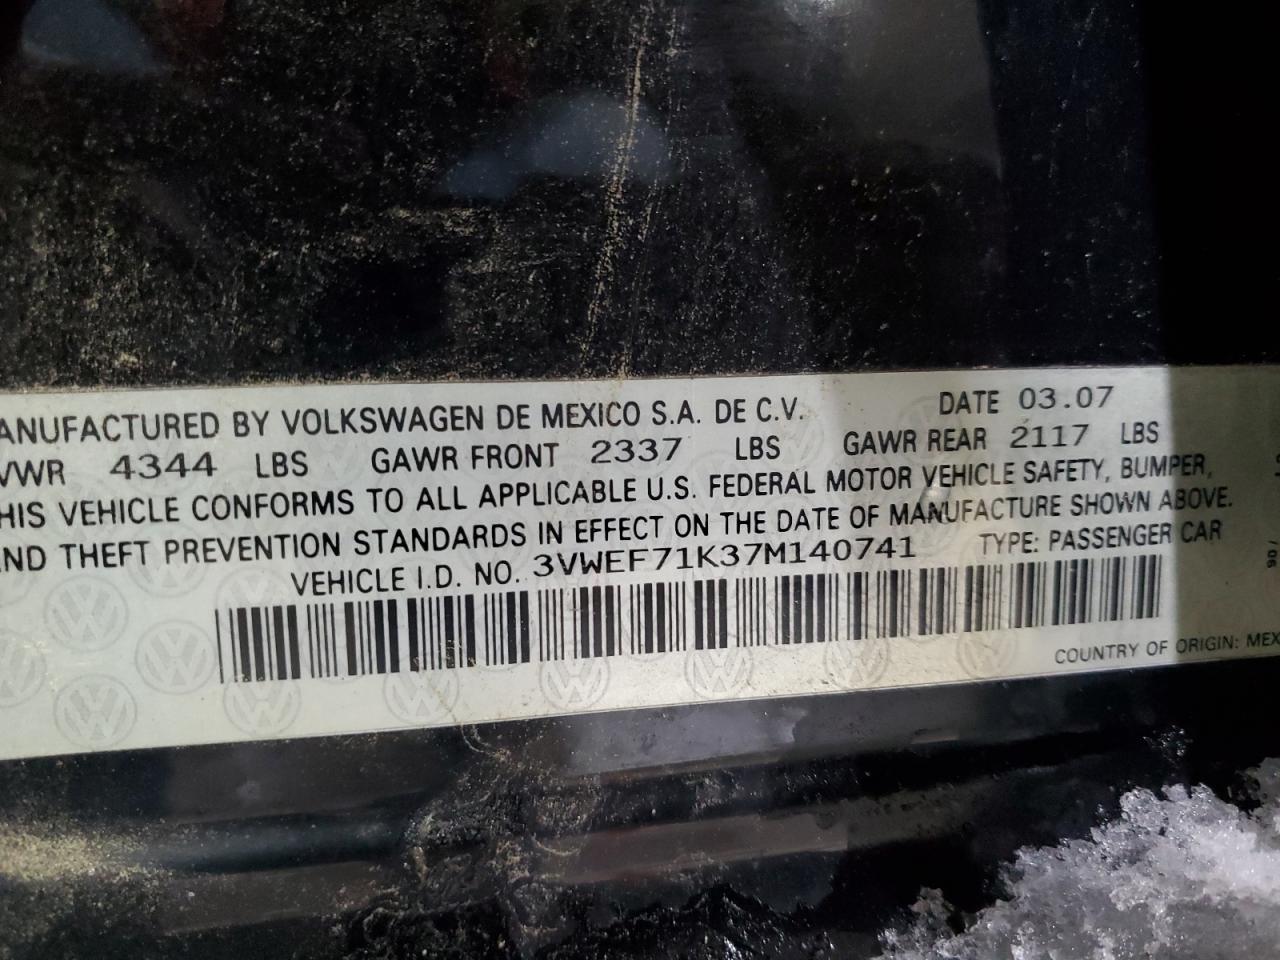 ANUFACTURED BY VOLKSWAGEN DE MEXICO S.A. DE C.V. DATE 03.07
VWR 4344 LBS GAWR FRONT 2337 LBS GAWR REAR 2117 LBS
HIS VEHICLE CONFORMS TO ALL APPLICABLE U.S. FEDERAL MOTOR VEHICLE SAFETY, BUMPER,
ND THEFT PREVENTION STANDARDS IN EFFECT ON THE DATE OF MANUFACTURE SHOWN ABOVE.
VEHICLE I.D. NO. 3VWEF71K37M140741 TYPE: PASSENGER CAR
COUNTRY OF ORIGIN: MEX